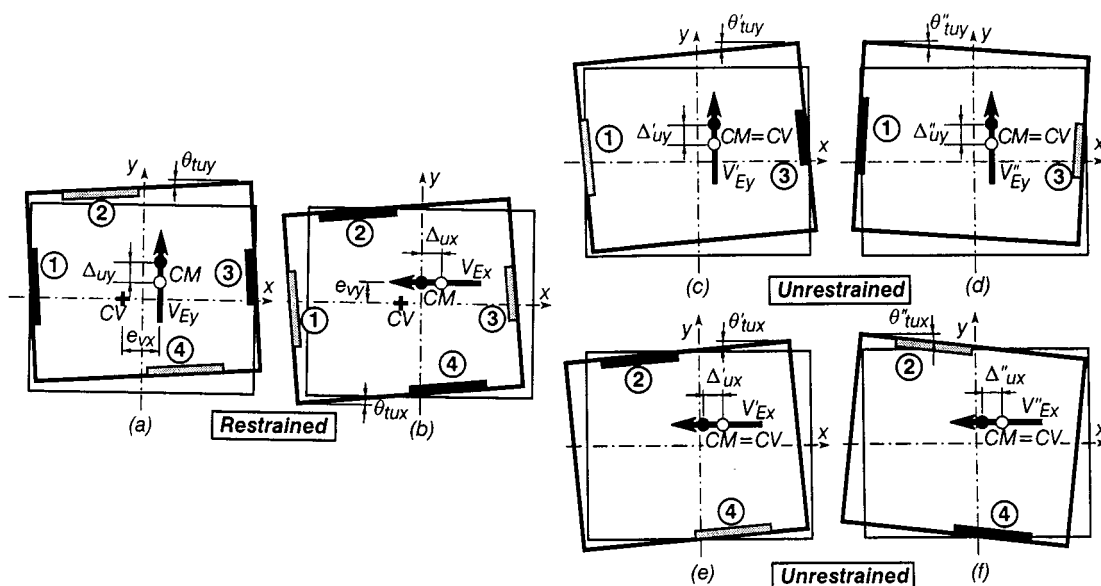 θtuy
y
2
1
Δuy
CM
3
x
CV
VEy
evx
4
(a)
y
2
Δux
VEx
evy
CM
x
CV
1
3
4
θtux
(b)
Restrained
y
θ'tuy
1
Δ'uy
CM=CV
x
V'Ey
3
(c)
y
θ"tuy
1
Δ"uy
CM=CV
x
V"Ey
3
(d)
Unrestrained
y
θ'tux
2
Δux
V'Ex
x
CM=CV
4
(e)
θ"tux
y
2
Δ"ux
V"Ex
x
CM=CV
4
(f)
Unrestrained